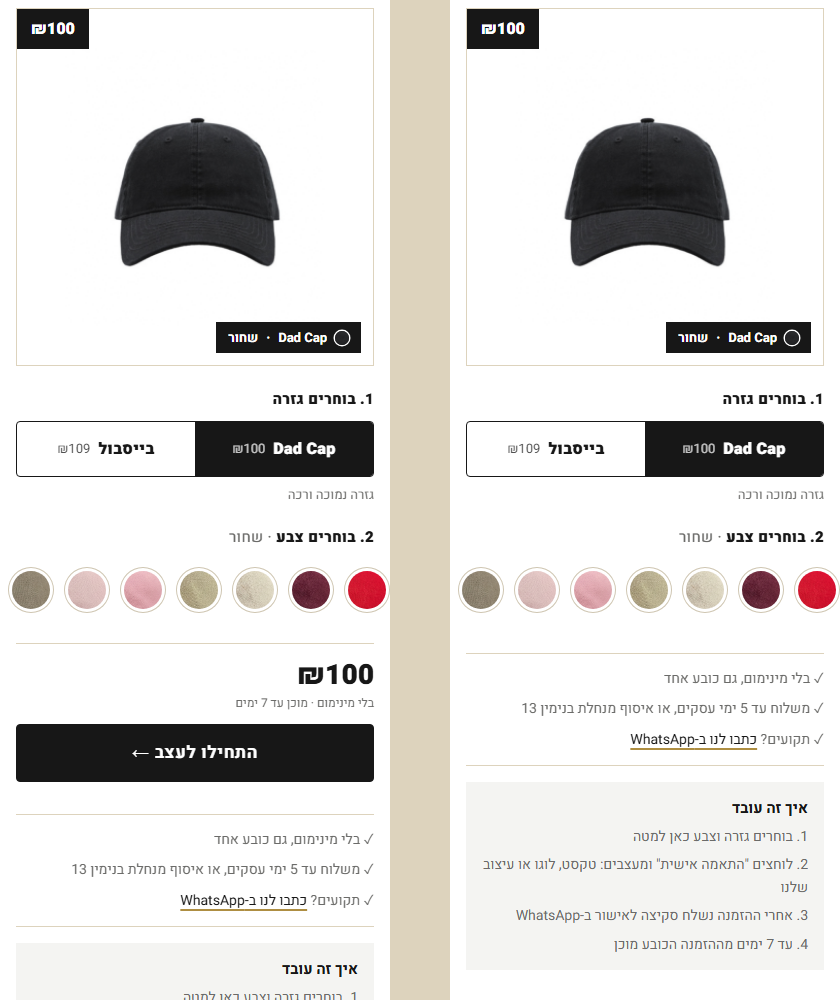 ₪100
Dad Cap · שחור
1. בוחרים גזרה
Dad Cap ₪100
בייסבול ₪109
גזרה נמוכה ורכה
2. בוחרים צבע · שחור
₪100
בלי מינימום · מוכן עד 7 ימים
התחילו לעצב ←
✓ בלי מינימום, גם כובע אחד
✓ משלוח עד 5 ימי עסקים, או איסוף מנחלת בנימין 13
✓ תקועים? כתבו לנו ב-WhatsApp
איך זה עובד
1. בוחרים גזרה וצבע כאן למטה
₪100
Dad Cap · שחור
1. בוחרים גזרה
Dad Cap ₪100
בייסבול ₪109
גזרה נמוכה ורכה
2. בוחרים צבע · שחור
✓ בלי מינימום, גם כובע אחד
✓ משלוח עד 5 ימי עסקים, או איסוף מנחלת בנימין 13
✓ תקועים? כתבו לנו ב-WhatsApp
איך זה עובד
1. בוחרים גזרה וצבע כאן למטה
2. לוחצים "התאמה אישית" ומעצבים: טקסט, לוגו או עיצוב
שלנו
3. אחרי ההזמנה נשלח סקיצה לאישור ב-WhatsApp
4. עד 7 ימים מההזמנה הכובע מוכן